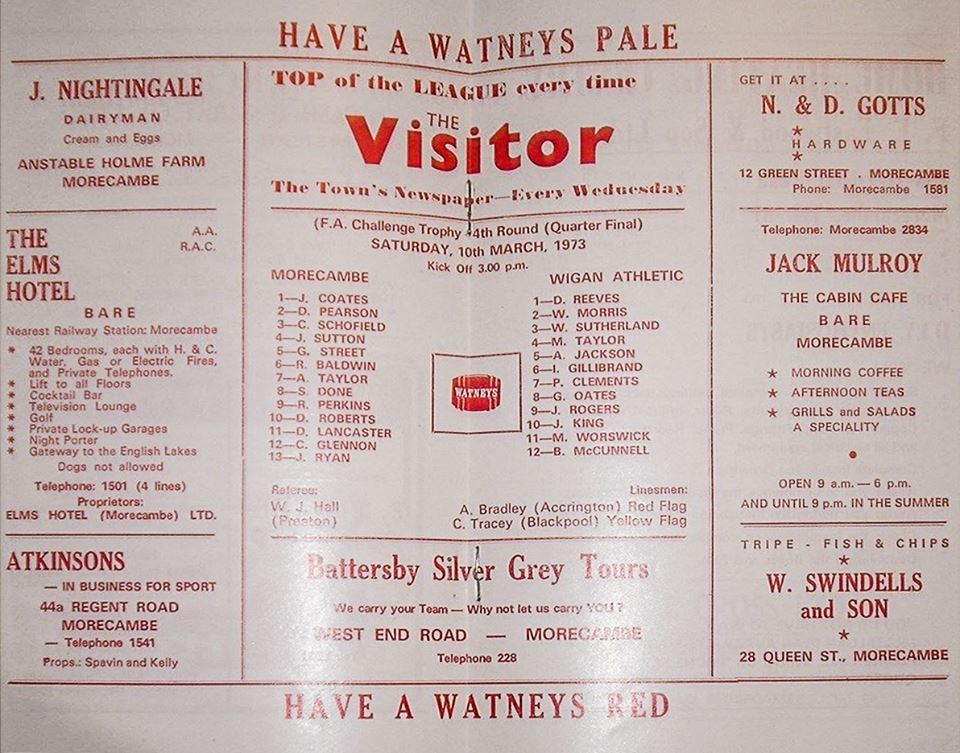 HAVE A WATNEYS PALE
J. NIGHTINGALE
DAIRYMAN
Cream and Eggs
ANSTABLE HOLME FARM
MORECAMBE
THE
ELMS
HOTEL
A.A.
R.A.C.
BARE
Nearest Railway Station: Morecambe
* 42 Bedrooms, each with H. & C.
Water, Gas or Electric Fires,
and Private Telephones.
* Lift to all Floors
* Cocktail Bar
* Television Lounge
* Golf
* Private Lock-up Garages
* Night Porter
* Gateway to the English Lakes
Dogs not allowed
Telephone: 1501 (4 lines)
Proprietors:
ELMS HOTEL (Morecambe) LTD.
ATKINSONS
— IN BUSINESS FOR SPORT
44a REGENT ROAD
MORECAMBE
— Telephone 1541
Props.: Spavin and Kelly
TOP of the LEAGUE every time
THE
Visitor
The Town's Newspaper—Every Wednesday
(F.A. Challenge Trophy - 4th Round (Quarter Final)
SATURDAY, 10th MARCH, 1973
Kick Off 3.00 p.m.
MORECAMBE
1—J. COATES
2—D. PEARSON
3—C. SCHOFIELD
4—J. SUTTON
5—G. STREET
6—R. BALDWIN
7—A. TAYLOR
8—S. DONE
9—R. PERKINS
10—D. ROBERTS
11—D. LANCASTER
12—C. GLENNON
13—J. RYAN
WATNEYS
WIGAN ATHLETIC
1—D. REEVES
2—W. MORRIS
3—W. SUTHERLAND
4—M. TAYLOR
5—A. JACKSON
6—I. GILLIBRAND
7—P. CLEMENTS
8—G. OATES
9—J. ROGERS
10—J. KING
11—M. WORSWICK
12—B. McCUNNELL
Referee:
W. J. Hall
(Preston)
Linesmen:
A. Bradley (Accrington) Red Flag
C. Tracey (Blackpool) Yellow Flag
Battersby Silver Grey Tours
We carry your Team — Why not let us carry YOU ?
WEST END ROAD — MORECAMBE
Telephone 228
GET IT AT . . . .
N. & D. GOTTS
*
HARDWARE
*
12 GREEN STREET . MORECAMBE
Phone: Morecambe 1581
Telephone: Morecambe 2834
JACK MULROY
THE CABIN CAFE
BARE
MORECAMBE
* MORNING COFFEE
* AFTERNOON TEAS
* GRILLS and SALADS
A SPECIALITY
OPEN 9 a.m. — 6 p.m.
AND UNTIL 9 p.m. IN THE SUMMER
TRIPE - FISH & CHIPS
*
W. SWINDELLS
and SON
*
28 QUEEN ST., MORECAMBE
HAVE A WATNEYS RED